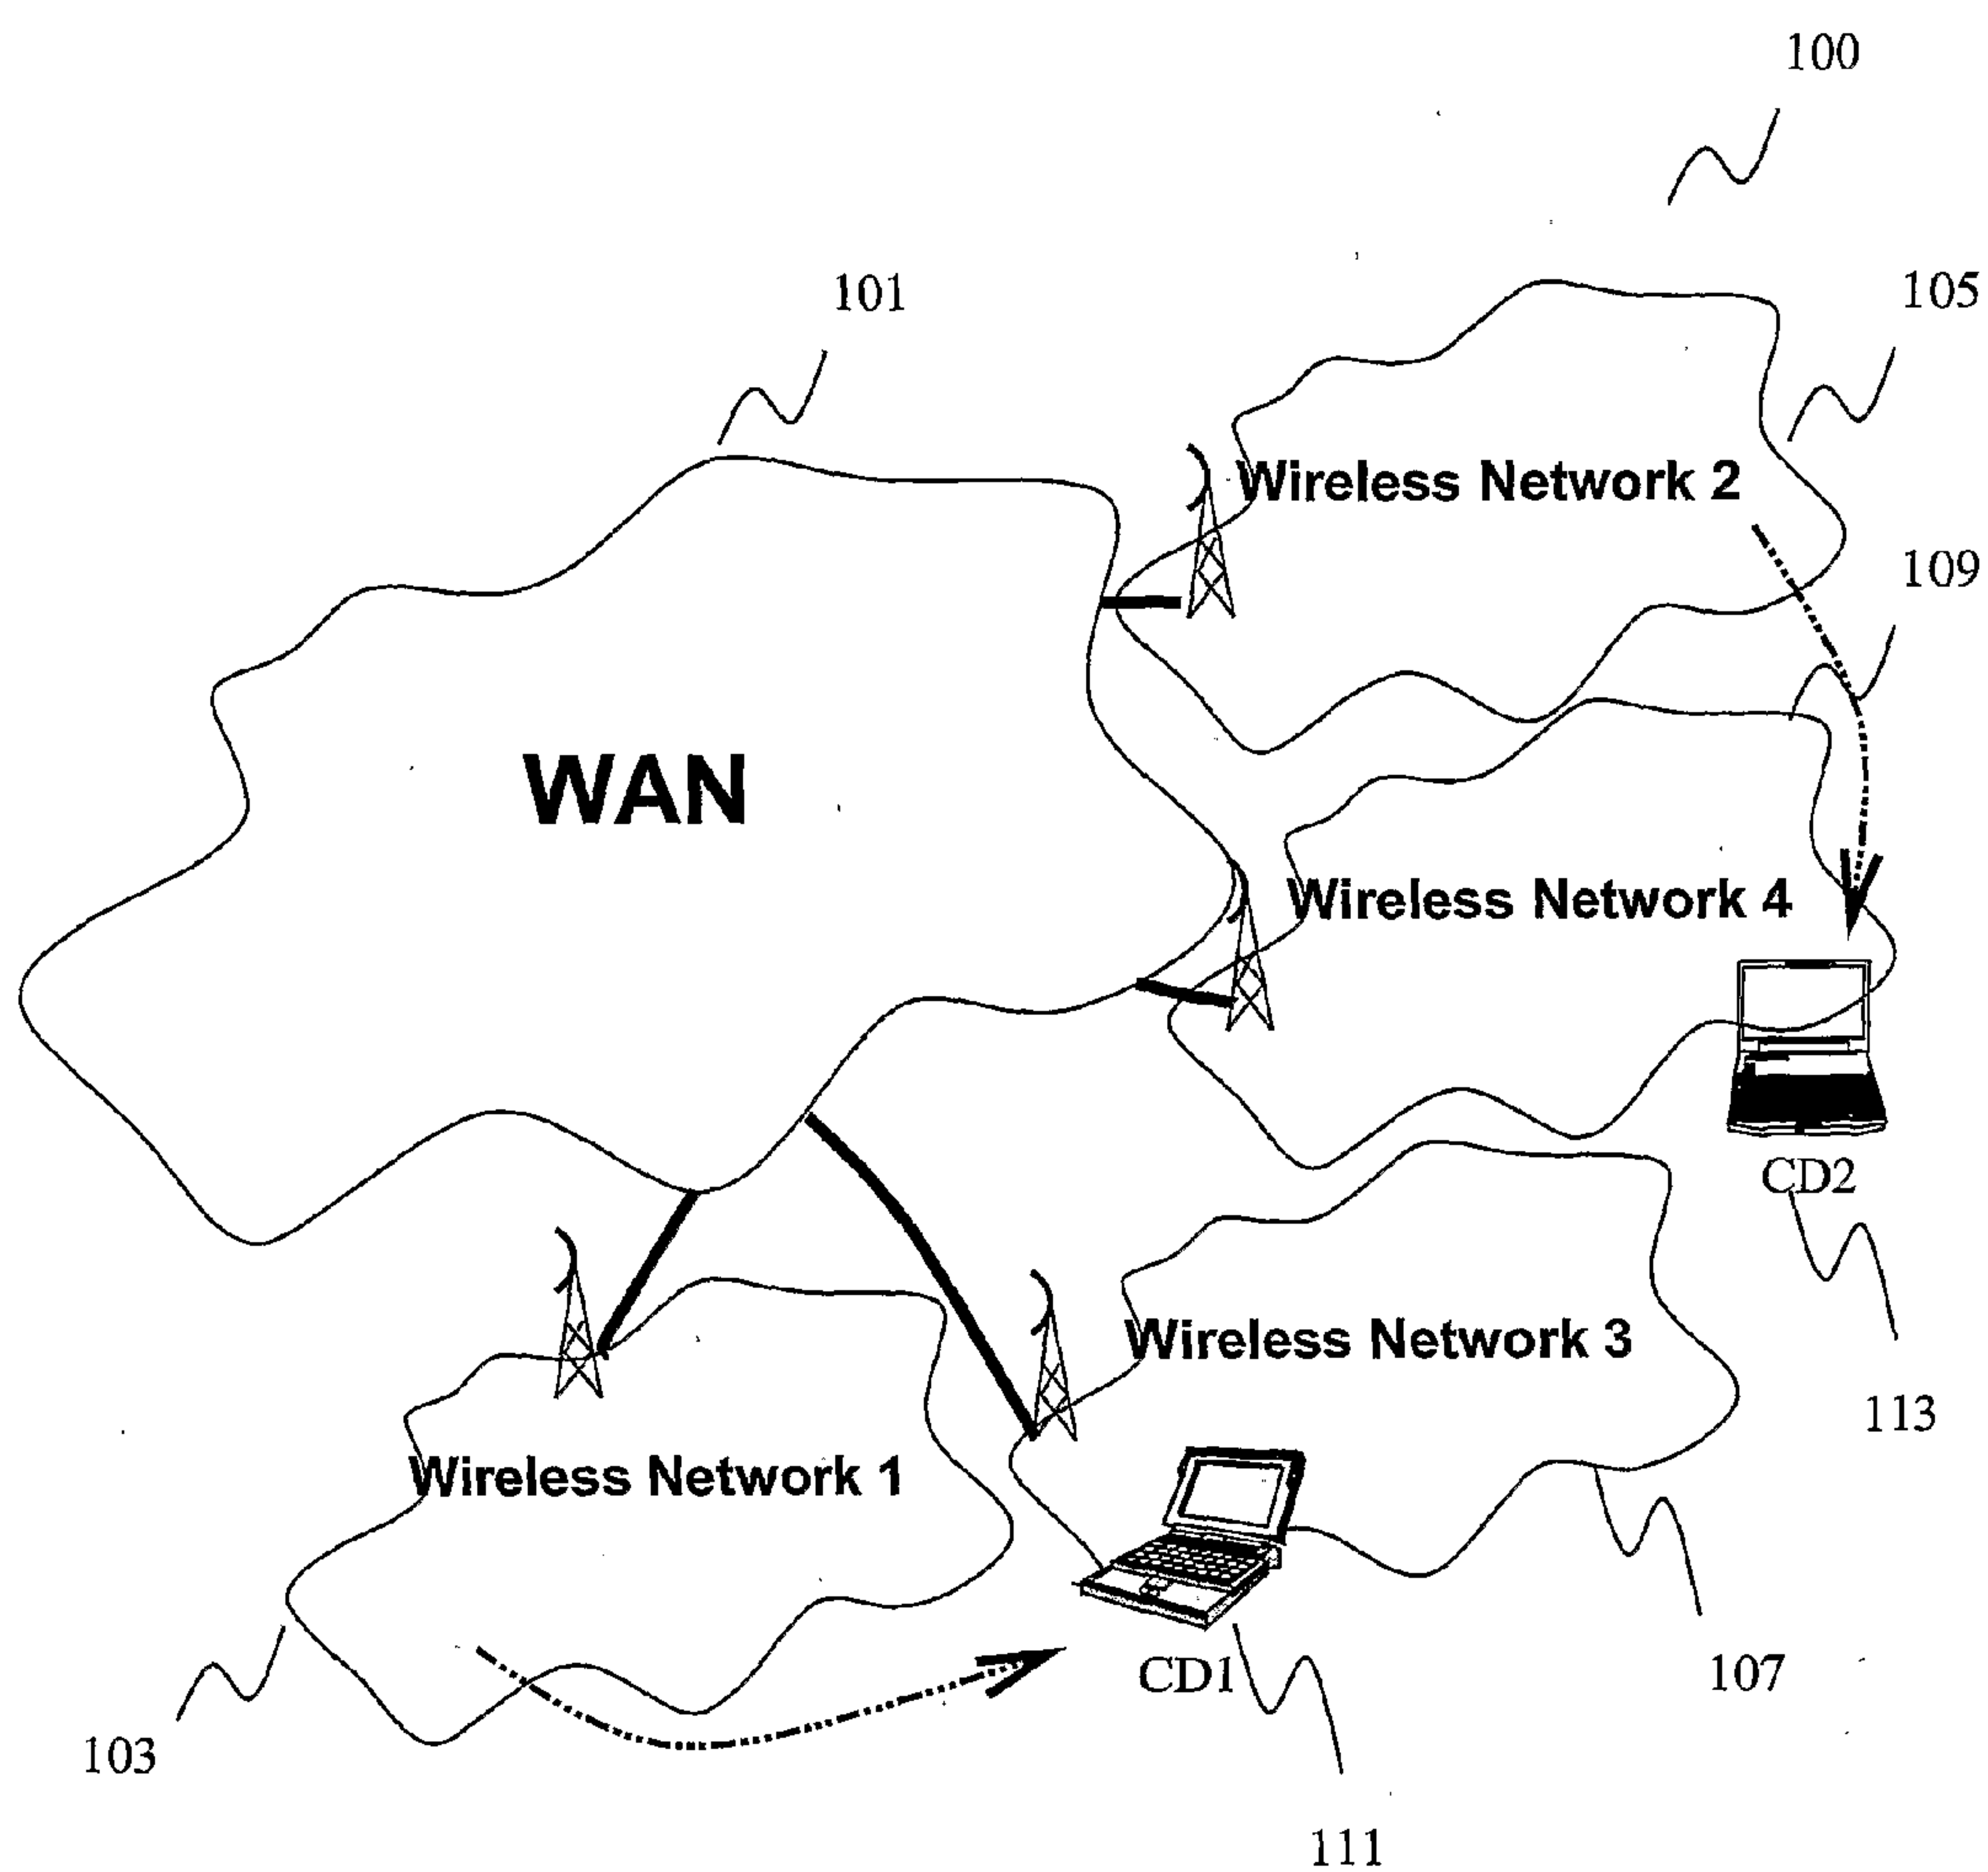 100
101
105
Wireless Network 2
109
WAN
Wireless Network 4
CD2
Wireless Network 3
113
Wireless Network 1
CD1
107
103
111